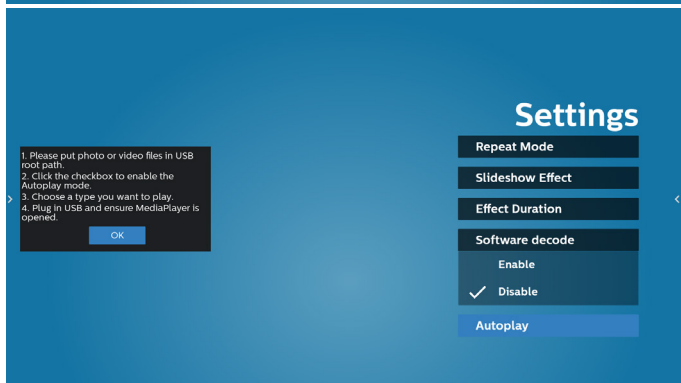 Settings
1. Please put photo or video files in USB
root path.
2. Click the checkbox to enable the
Autoplay mode.
3. Choose a type you want to play.
4. Plug in USB and ensure MediaPlayer is
opened.
OK
Repeat Mode
Slideshow Effect
Effect Duration
Software decode
Enable
Disable
Autoplay